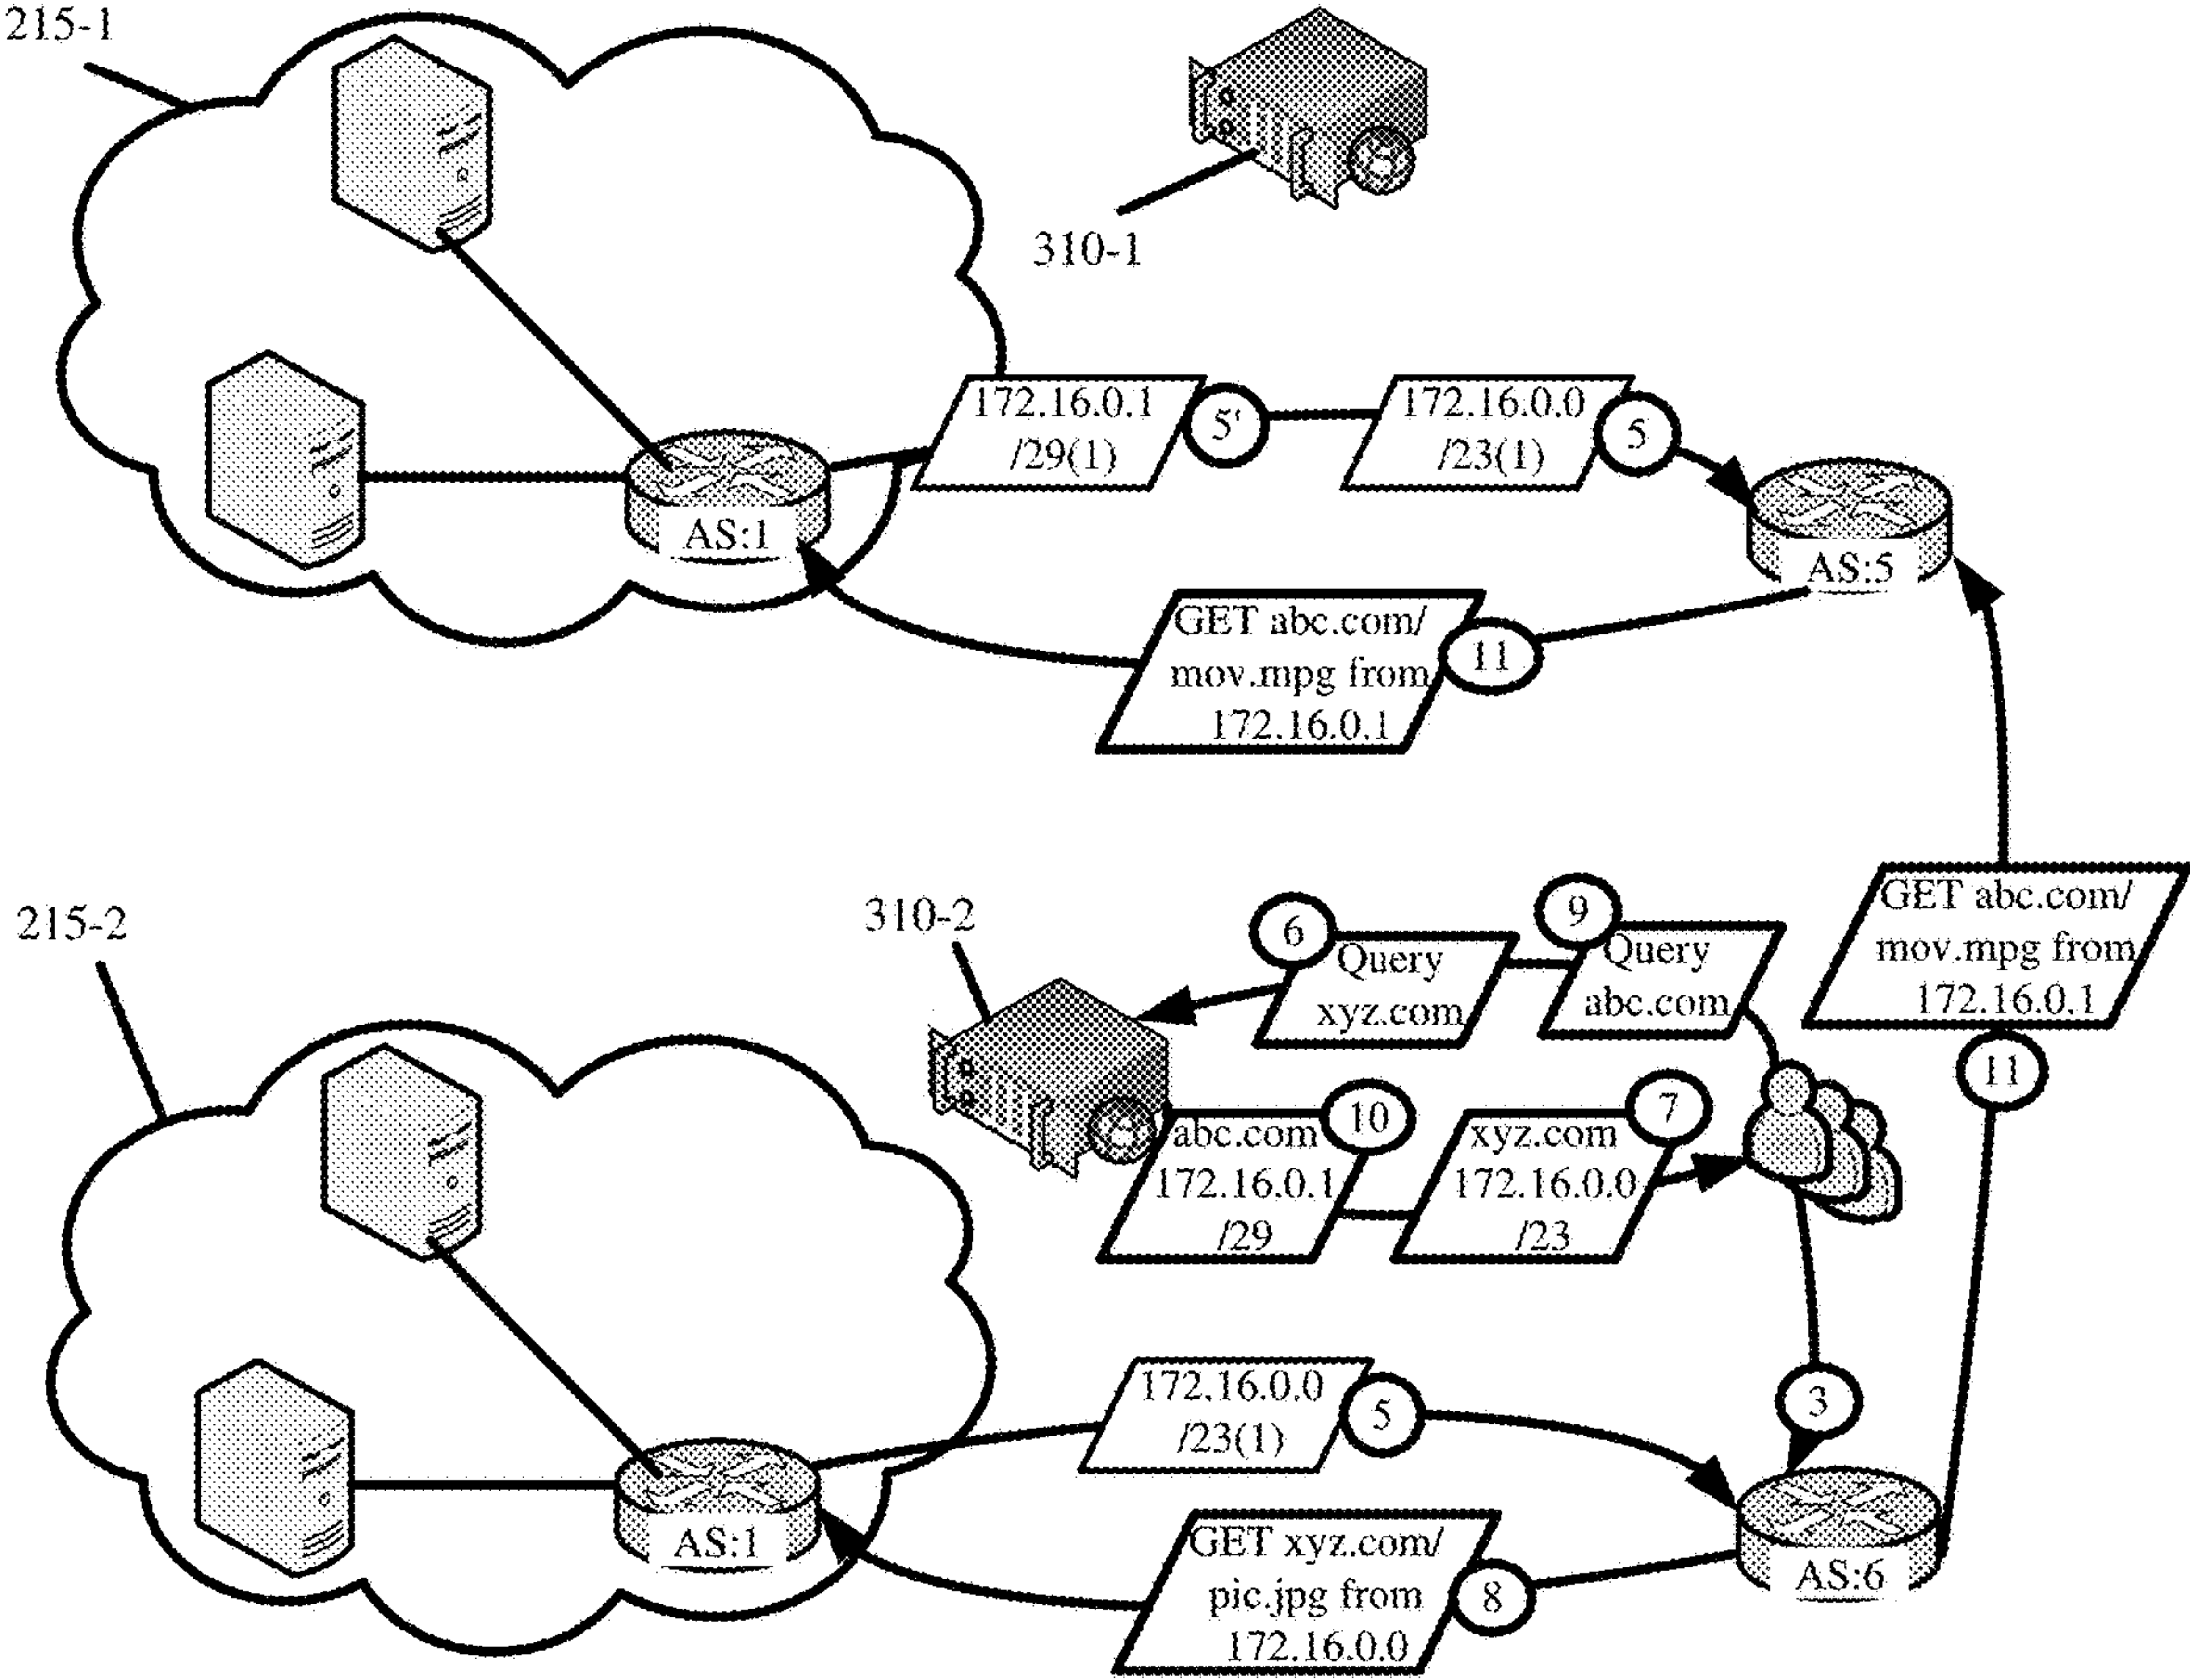 215-1
310-1
172.16.0.1
/29(1)
5'
172.16.0.0
/23(1)
5
AS:1
AS:5
GET abc.com/
mov.mpg from
172.16.0.1
11
215-2
310-2
6
Query
xyz.com
9
Query
abc.com
GET abc.com/
mov.mpg from
172.16.0.1
11
abc.com
172.16.0.1
/29
10
xyz.com
172.16.0.0
/23
7
3
172.16.0.0
/23(1)
5
AS:1
AS:6
GET xyz.com/
pic.jpg from
172.16.0.0
8